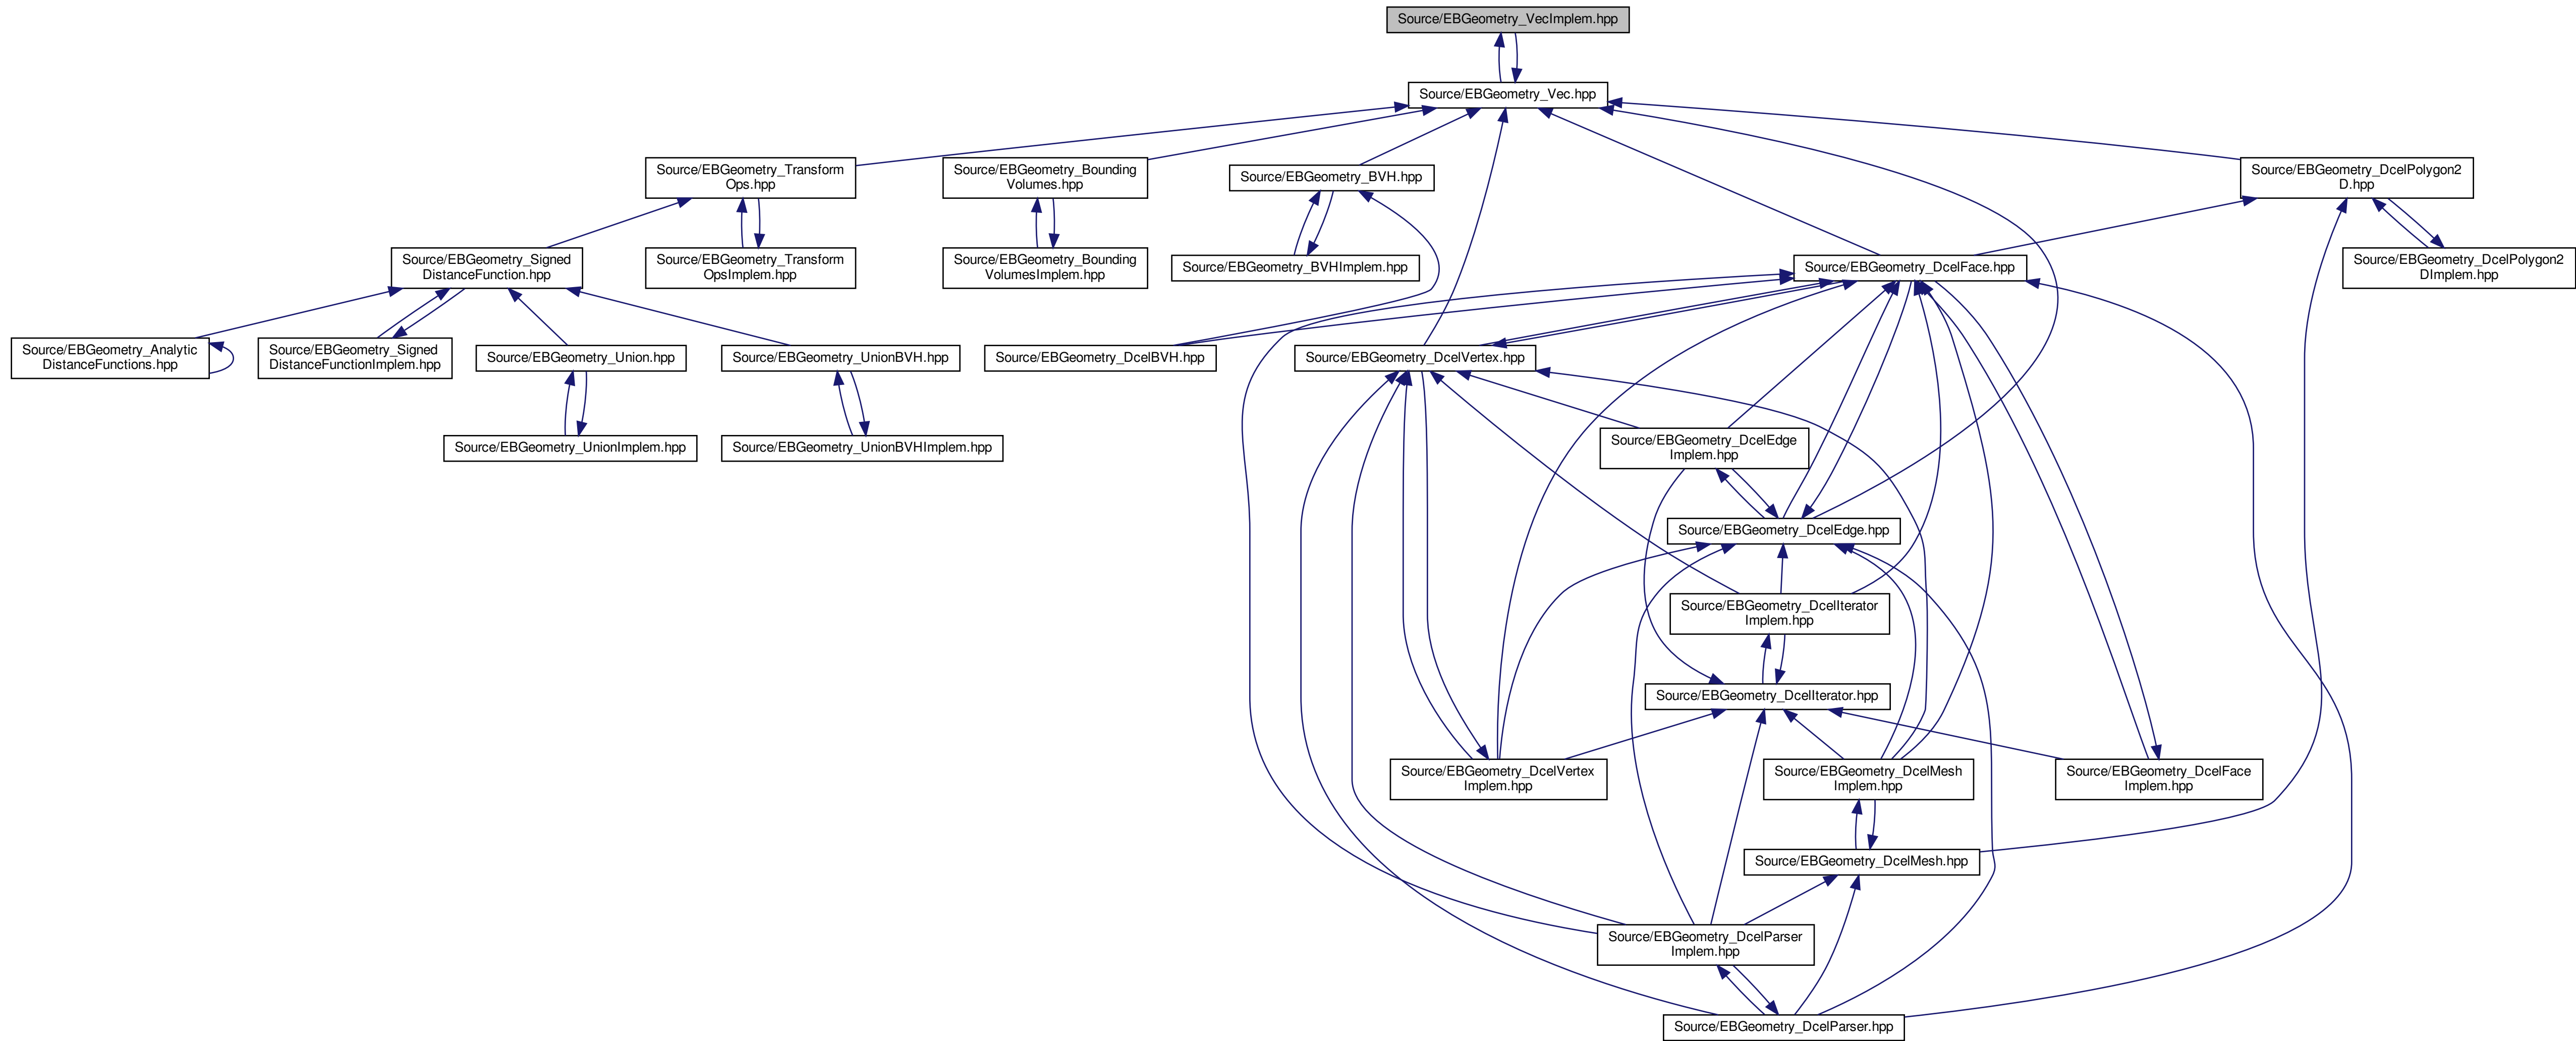 Source/EBGeometry_VecImplem.hpp
Source/EBGeometry_Vec.hpp
Source/EBGeometry_Transform
Ops.hpp
Source/EBGeometry_Bounding
Volumes.hpp
Source/EBGeometry_BVH.hpp
Source/EBGeometry_DcelPolygon2
D.hpp
Source/EBGeometry_Signed
DistanceFunction.hpp
Source/EBGeometry_Transform
OpsImplem.hpp
Source/EBGeometry_Bounding
VolumesImplem.hpp
Source/EBGeometry_BVHImplem.hpp
Source/EBGeometry_DcelFace.hpp
Source/EBGeometry_DcelPolygon2
DImplem.hpp
Source/EBGeometry_Analytic
DistanceFunctions.hpp
Source/EBGeometry_Signed
DistanceFunctionImplem.hpp
Source/EBGeometry_Union.hpp
Source/EBGeometry_UnionBVH.hpp
Source/EBGeometry_DcelBVH.hpp
Source/EBGeometry_DcelVertex.hpp
Source/EBGeometry_UnionImplem.hpp
Source/EBGeometry_UnionBVHImplem.hpp
Source/EBGeometry_DcelEdge
Implem.hpp
Source/EBGeometry_DcelEdge.hpp
Source/EBGeometry_DcelIterator
Implem.hpp
Source/EBGeometry_DcelIterator.hpp
Source/EBGeometry_DcelVertex
Implem.hpp
Source/EBGeometry_DcelMesh
Implem.hpp
Source/EBGeometry_DcelFace
Implem.hpp
Source/EBGeometry_DcelMesh.hpp
Source/EBGeometry_DcelParser
Implem.hpp
Source/EBGeometry_DcelParser.hpp